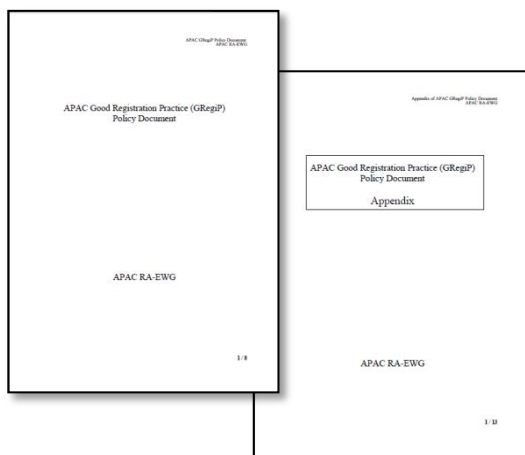 APAC GRegiP Policy Document
APAC RA-EWG
APAC Good Registration Practice (GRegiP)
Policy Document
APAC RA-EWG
1 / 8
Appendix of APAC GRegiP Policy Document
APAC RA-EWG
APAC Good Registration Practice (GRegiP)
Policy Document
Appendix
APAC RA-EWG